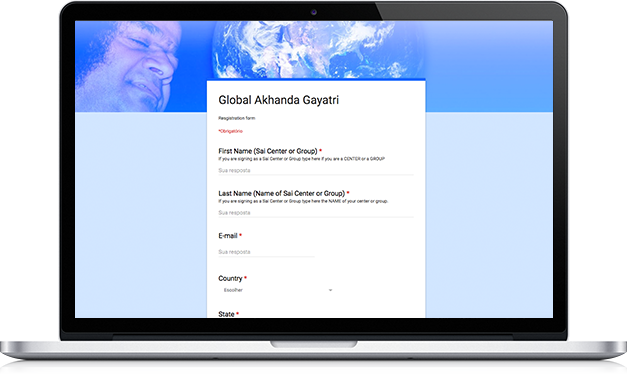 Global Akhanda Gayatri
Resgistration form
*Obrigatório
First Name (Sai Center or Group) *
If you are signing as a Sai Center or Group type here if you are a CENTER or a GROUP
Sua resposta
Last Name (Name of Sai Center or Group) *
If you are signing as a Sai Center or Group type here the NAME of your center or group.
Sua resposta
E-mail *
Sua resposta
Country *
Escolher
State *